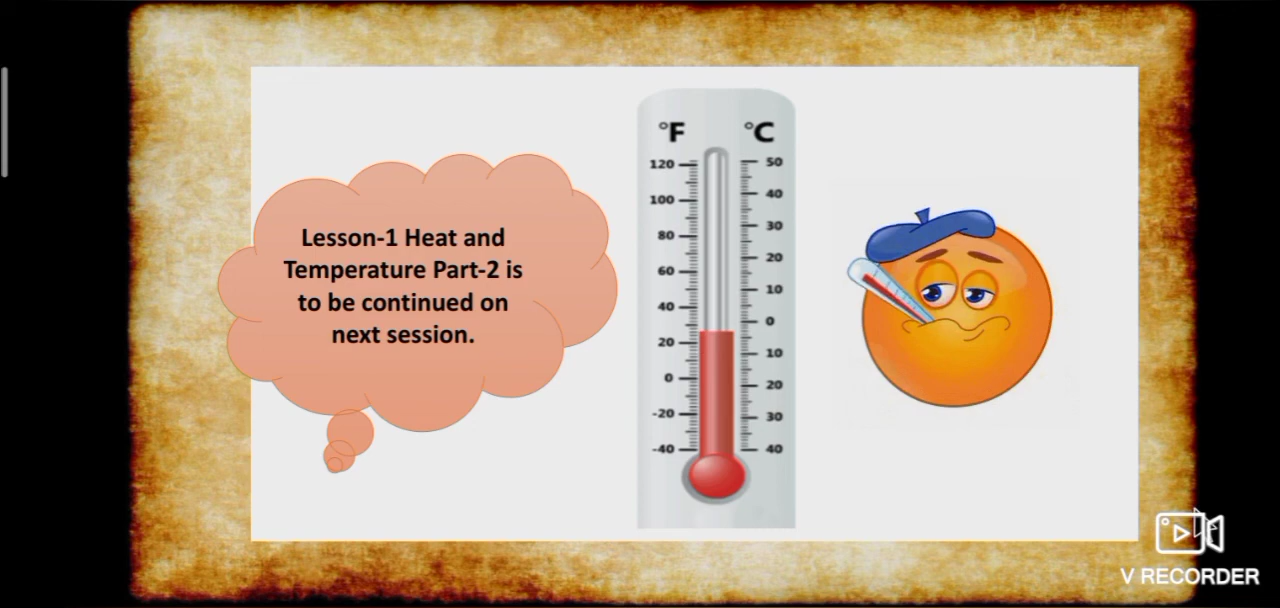 Lesson-1 Heat and
Temperature Part-2 is
to be continued on
next session.
°F °C
120 50
100 40
80 30
60 20
40 10
20 0
0 10
-20 20
-40 30
40
V RECORDER